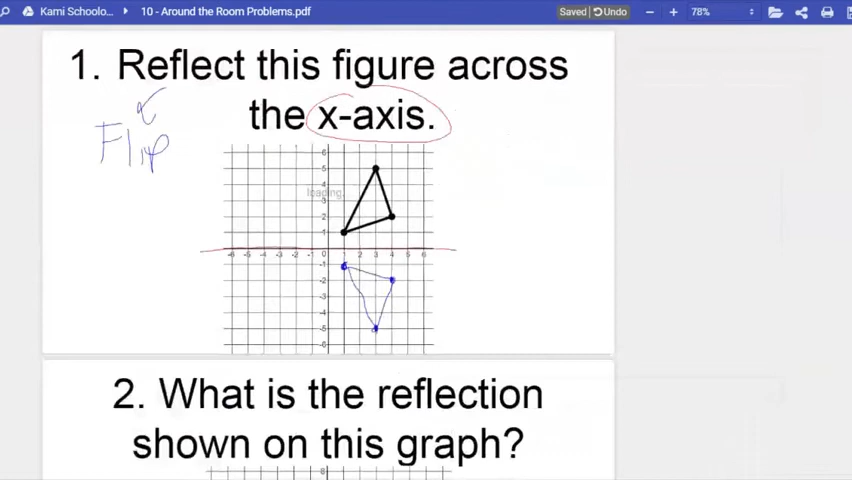 Kami Schoolo... 10 - Around the Room Problems.pdf Saved Undo 78%
1. Reflect this figure across
the x-axis.
Flip
6
5
4
loading
3
2
1
-6 -5 -4 -3 -2 -1 0 1 2 3 4 5 6
-1
-2
-3
-4
-5
-6
2. What is the reflection
shown on this graph?
6